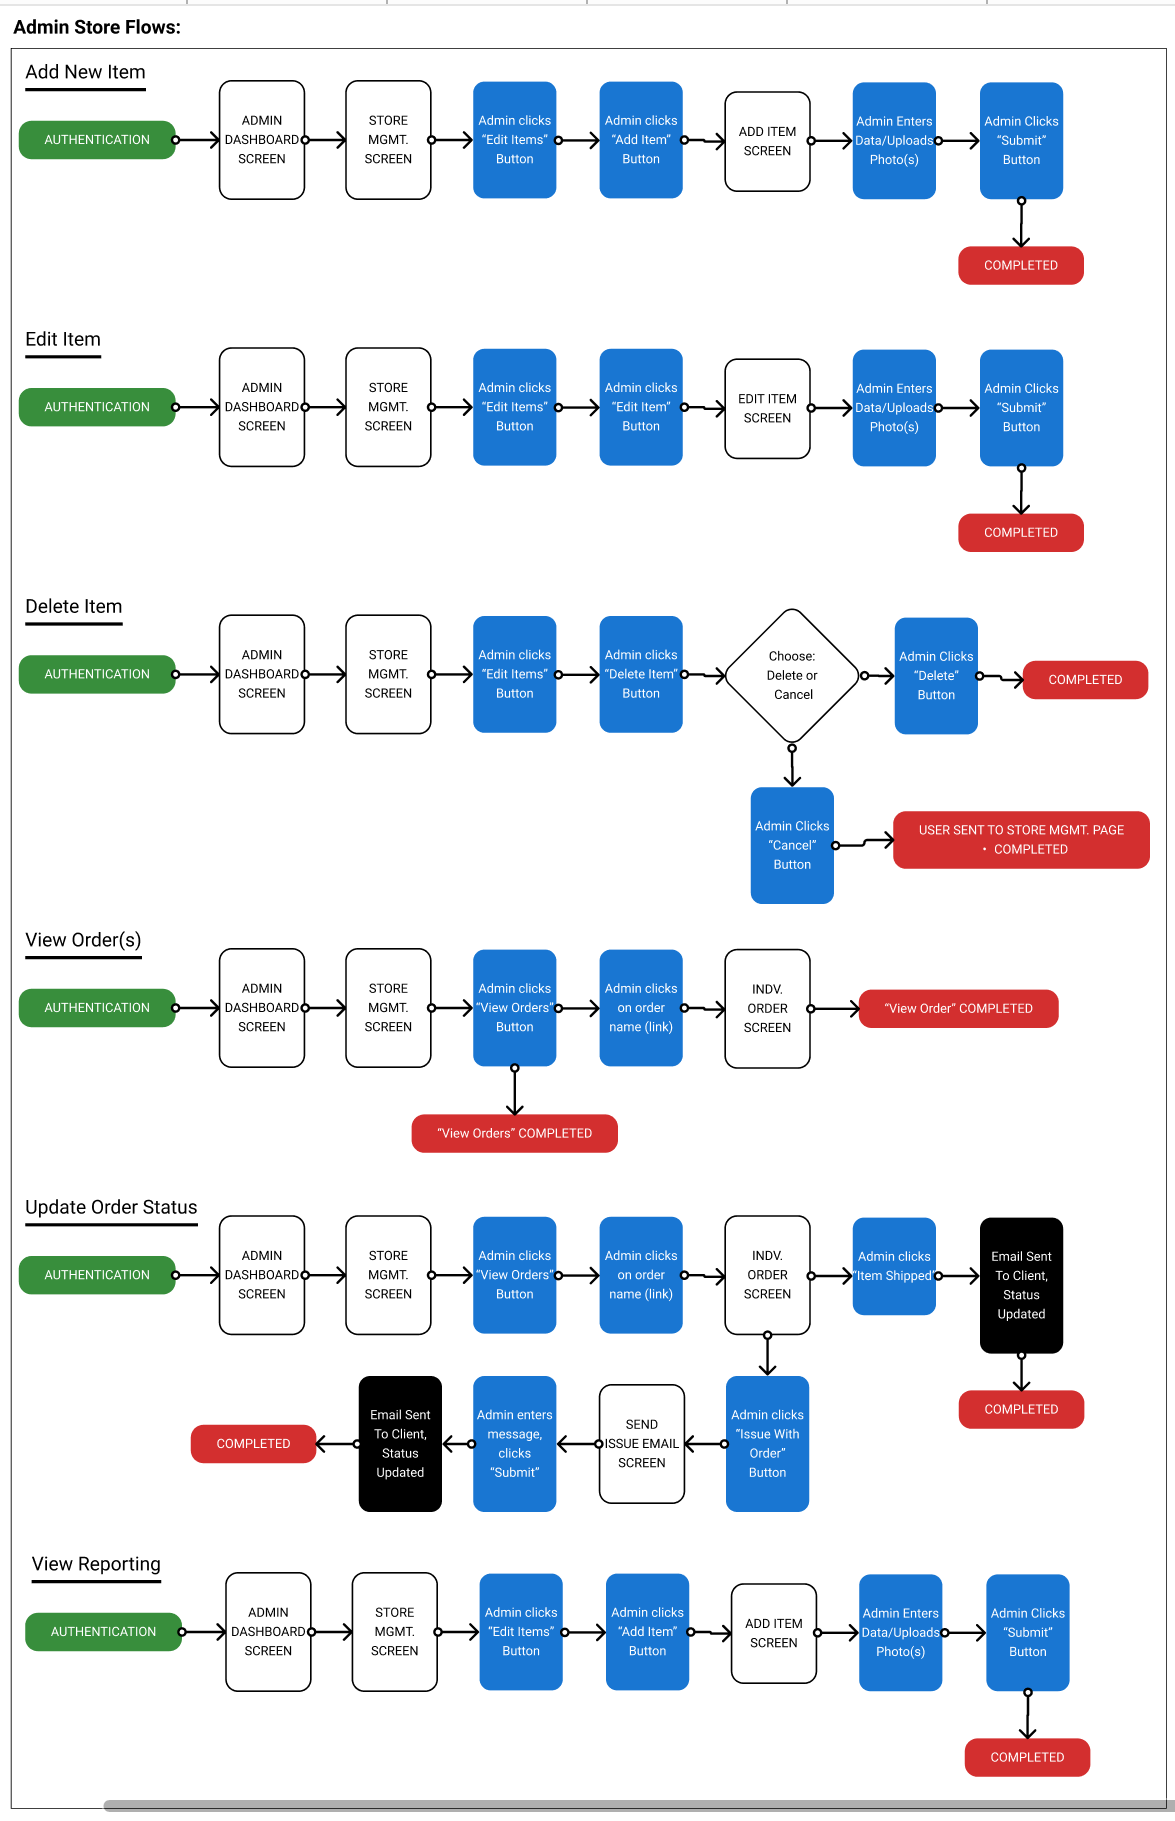 Admin Store Flows:
Add New Item
AUTHENTICATION
ADMIN
DASHBOARD
SCREEN
STORE
MGMT.
SCREEN
Admin clicks
“Edit Items”
Button
Admin clicks
“Add Item”
Button
ADD ITEM
SCREEN
Admin Enters
Data/Uploads
Photo(s)
Admin Clicks
“Submit”
Button
COMPLETED
Edit Item
AUTHENTICATION
ADMIN
DASHBOARD
SCREEN
STORE
MGMT.
SCREEN
Admin clicks
“Edit Items”
Button
Admin clicks
“Edit Item”
Button
EDIT ITEM
SCREEN
Admin Enters
Data/Uploads
Photo(s)
Admin Clicks
“Submit”
Button
COMPLETED
Delete Item
AUTHENTICATION
ADMIN
DASHBOARD
SCREEN
STORE
MGMT.
SCREEN
Admin clicks
“Edit Items”
Button
Admin clicks
“Delete Item”
Button
Choose:
Delete or
Cancel
Admin Clicks
“Delete”
Button
COMPLETED
Admin Clicks
“Cancel”
Button
USER SENT TO STORE MGMT. PAGE
• COMPLETED
View Order(s)
AUTHENTICATION
ADMIN
DASHBOARD
SCREEN
STORE
MGMT.
SCREEN
Admin clicks
“View Orders”
Button
Admin clicks
on order
name (link)
INDV.
ORDER
SCREEN
“View Order” COMPLETED
“View Orders” COMPLETED
Update Order Status
AUTHENTICATION
ADMIN
DASHBOARD
SCREEN
STORE
MGMT.
SCREEN
Admin clicks
“View Orders”
Button
Admin clicks
on order
name (link)
INDV.
ORDER
SCREEN
Admin clicks
“Item Shipped”
Email Sent
To Client,
Status
Updated
COMPLETED
Admin clicks
“Issue With
Order”
Button
SEND
ISSUE EMAIL
SCREEN
Admin enters
message,
clicks
“Submit”
Email Sent
To Client,
Status
Updated
COMPLETED
View Reporting
AUTHENTICATION
ADMIN
DASHBOARD
SCREEN
STORE
MGMT.
SCREEN
Admin clicks
“Edit Items”
Button
Admin clicks
“Add Item”
Button
ADD ITEM
SCREEN
Admin Enters
Data/Uploads
Photo(s)
Admin Clicks
“Submit”
Button
COMPLETED